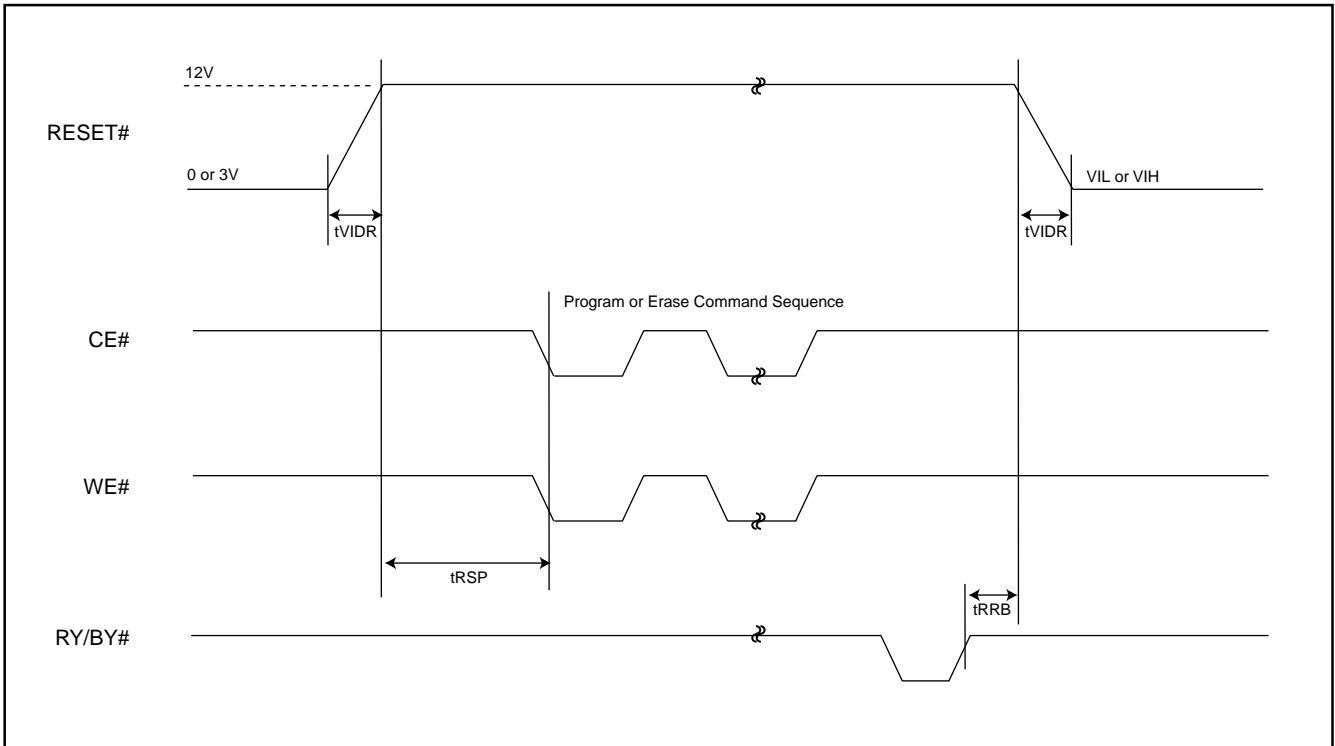 12V
RESET#
0 or 3V
VIL or VIH
tVIDR
tVIDR
Program or Erase Command Sequence
CE#
WE#
tRSP
tRRB
RY/BY#